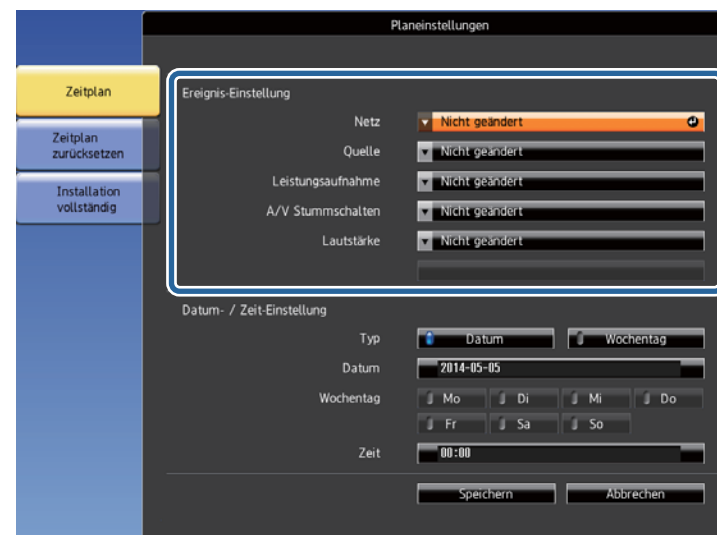 Planeinstellungen
Zeitplan
Zeitplan
zurücksetzen
Installation
vollständig
Ereignis-Einstellung
Netz Nicht geändert
Quelle Nicht geändert
Leistungsaufnahme Nicht geändert
A/V Stummschalten Nicht geändert
Lautstärke Nicht geändert
Datum- / Zeit-Einstellung
Typ Datum Wochentag
Datum 2014-05-05
Wochentag Mo Di Mi Do
Fr Sa So
Zeit 00:00
Speichern Abbrechen